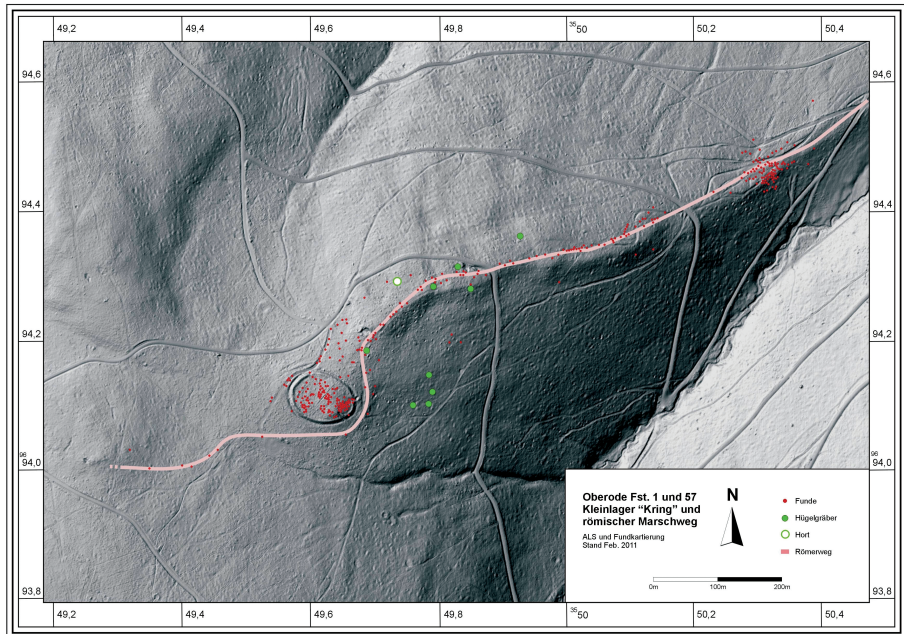 49,2 49,4 49,6 49,8 35 50 50,2 50,4
94,6 94,6
94,4 94,4
94,2 94,2
96 94,0 96 94,0
93,8 93,8
Oberode Fst. 1 und 57
Kleinlager "Kring" und
römischer Marschweg
ALS und Fundkartierung
Stand Feb. 2011
N
Funde
Hügelgräber
Hort
Römerweg
0m 100m 200m
49,2 49,4 49,6 49,8 35 50 50,2 50,4